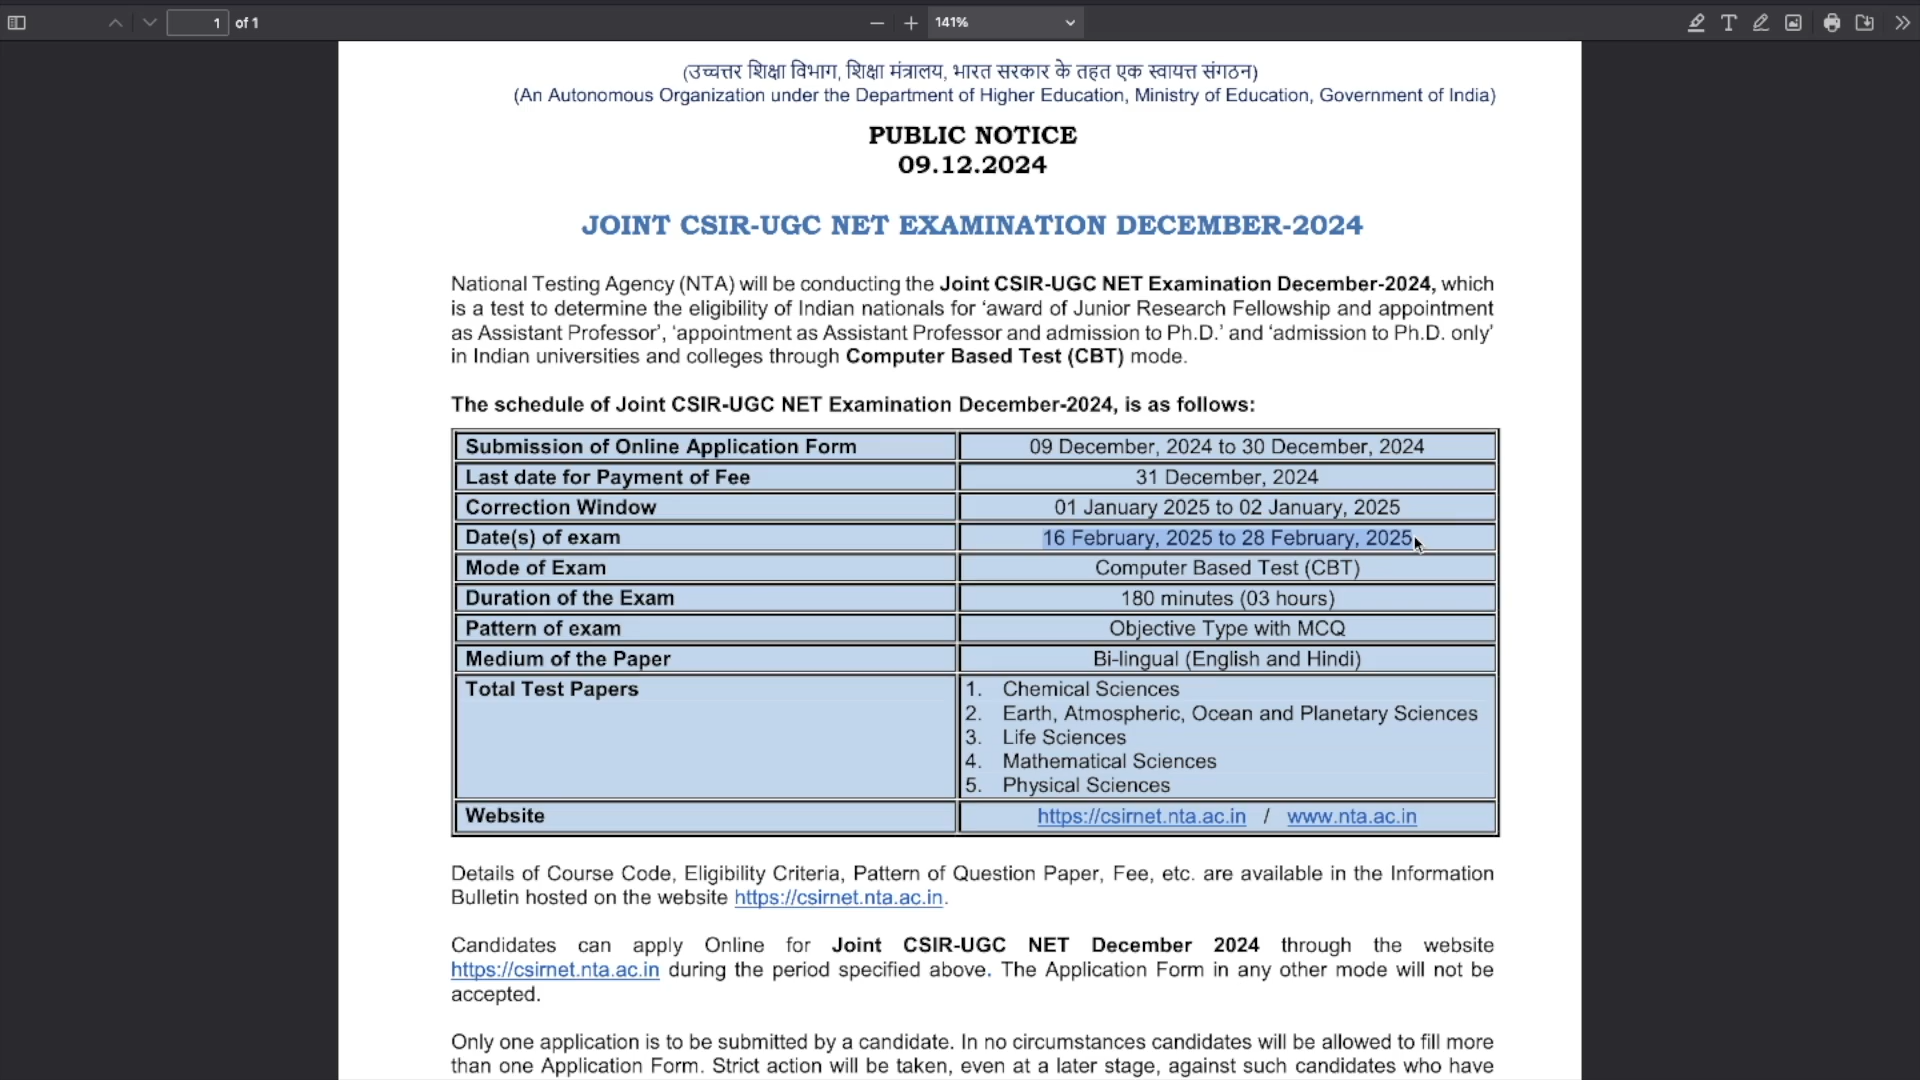 1 of 1
141%
(उच्चत्तर शिक्षा विभाग, शिक्षा मंत्रालय, भारत सरकार के तहत एक स्वायत्त संगठन)
(An Autonomous Organization under the Department of Higher Education, Ministry of Education, Government of India)
PUBLIC NOTICE
09.12.2024
JOINT CSIR-UGC NET EXAMINATION DECEMBER-2024
National Testing Agency (NTA) will be conducting the Joint CSIR-UGC NET Examination December-2024, which
is a test to determine the eligibility of Indian nationals for ‘award of Junior Research Fellowship and appointment
as Assistant Professor’, ‘appointment as Assistant Professor and admission to Ph.D.’ and ‘admission to Ph.D. only’
in Indian universities and colleges through Computer Based Test (CBT) mode.
The schedule of Joint CSIR-UGC NET Examination December-2024, is as follows:
Submission of Online Application Form 09 December, 2024 to 30 December, 2024
Last date for Payment of Fee 31 December, 2024
Correction Window 01 January 2025 to 02 January, 2025
Date(s) of exam 16 February, 2025 to 28 February, 2025
Mode of Exam Computer Based Test (CBT)
Duration of the Exam 180 minutes (03 hours)
Pattern of exam Objective Type with MCQ
Medium of the Paper Bi-lingual (English and Hindi)
Total Test Papers 1. Chemical Sciences
2. Earth, Atmospheric, Ocean and Planetary Sciences
3. Life Sciences
4. Mathematical Sciences
5. Physical Sciences
Website https://csirnet.nta.ac.in / www.nta.ac.in
Details of Course Code, Eligibility Criteria, Pattern of Question Paper, Fee, etc. are available in the Information
Bulletin hosted on the website https://csirnet.nta.ac.in.
Candidates can apply Online for Joint CSIR-UGC NET December 2024 through the website
https://csirnet.nta.ac.in during the period specified above. The Application Form in any other mode will not be
accepted.
Only one application is to be submitted by a candidate. In no circumstances candidates will be allowed to fill more
than one Application Form. Strict action will be taken, even at a later stage, against such candidates who have